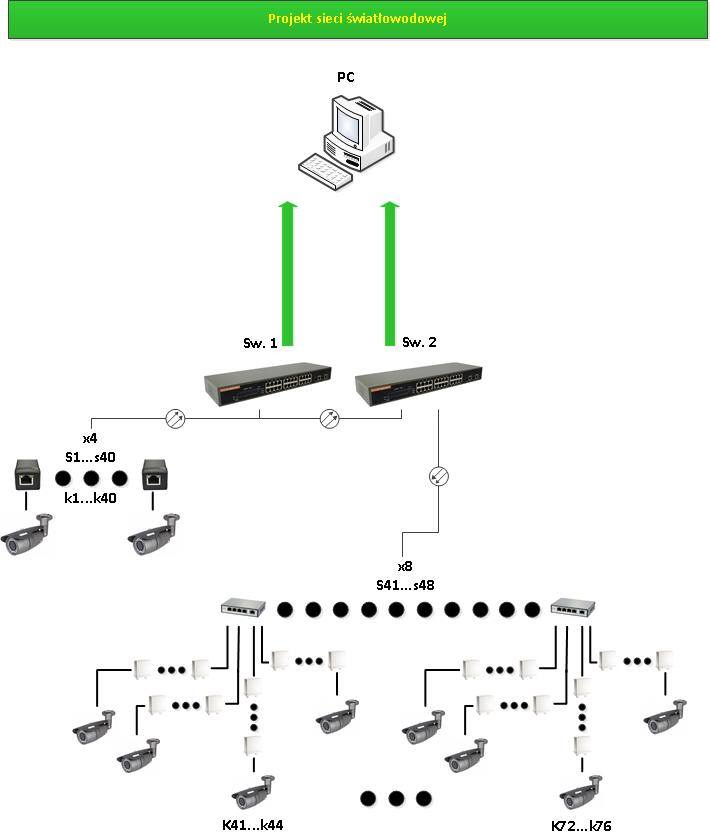 Projekt sieci światłowodowej
PC
Sw. 1
Sw. 2
x4
S1...s40
k1...k40
x8
S41...s48
K41...k44
K72...k76